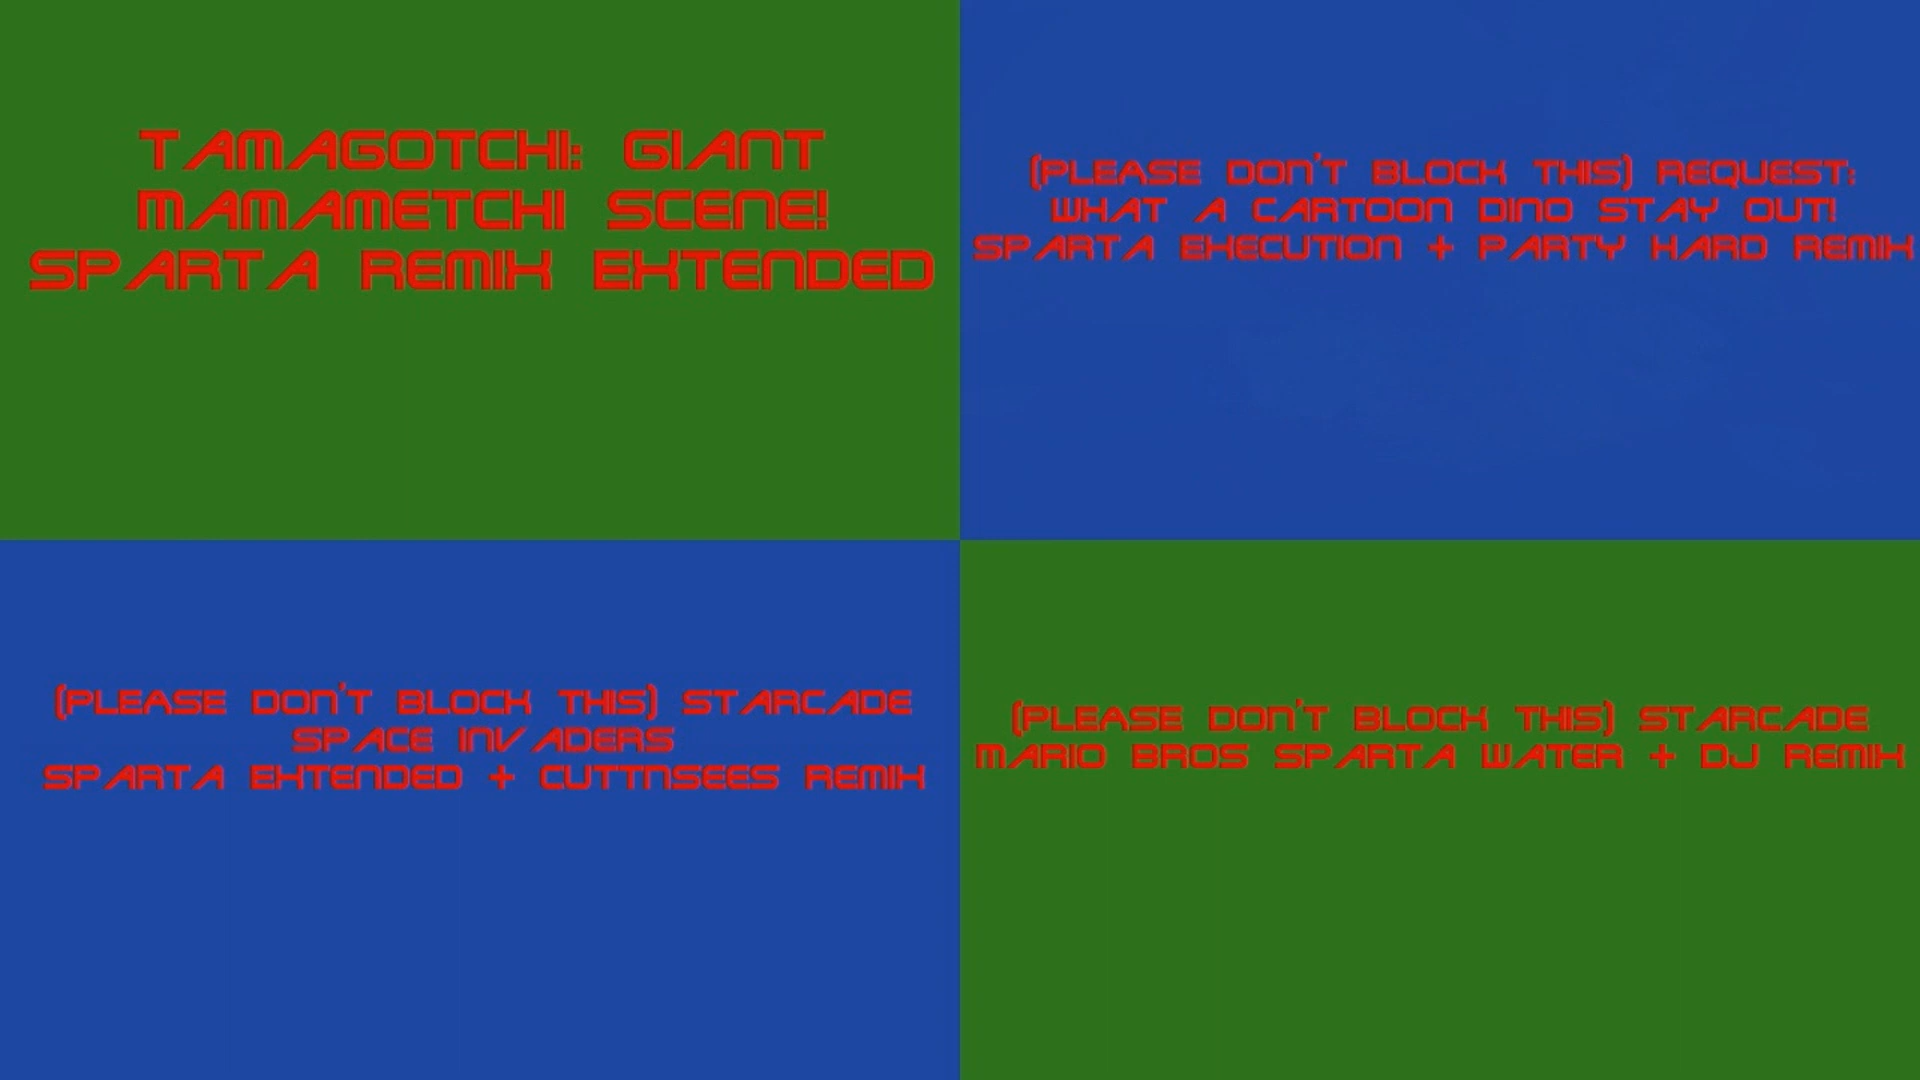 TAMAGOTCHI: GIANT
MAMAMETCHI SCENE!
SPARTA REMIX EXTENDED
(PLEASE DON'T BLOCK THIS) REQUEST:
WHAT A CARTOON DINO STAY OUT!
SPARTA EXECUTION + PARTY HARD REMIX
(PLEASE DON'T BLOCK THIS) STARCADE
SPACE INVADERS
SPARTA EXTENDED + CUTTNSEES REMIX
(PLEASE DON'T BLOCK THIS) STARCADE
MARIO BROS SPARTA WATER + DJ REMIX